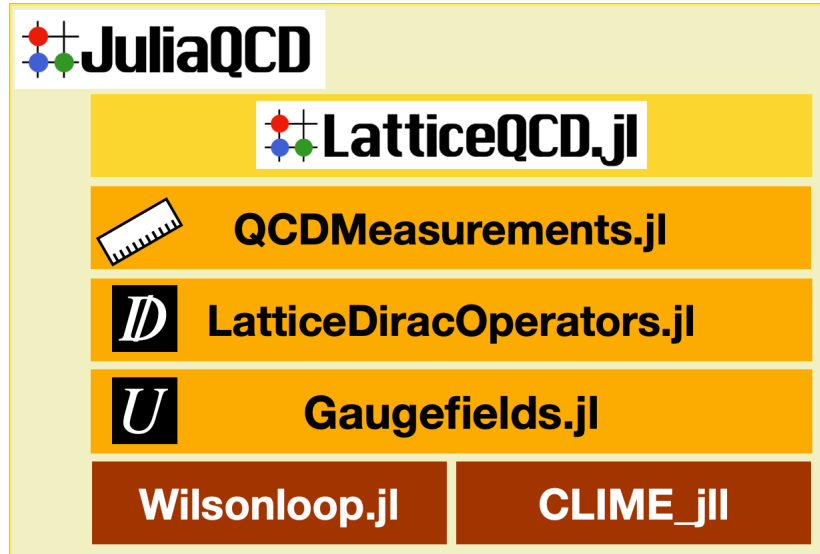 JuliaQCD
LatticeQCD.jl
QCDMeasurements.jl
D LatticeDiracOperators.jl
U Gaugefields.jl
Wilsonloop.jl CLIME_jll